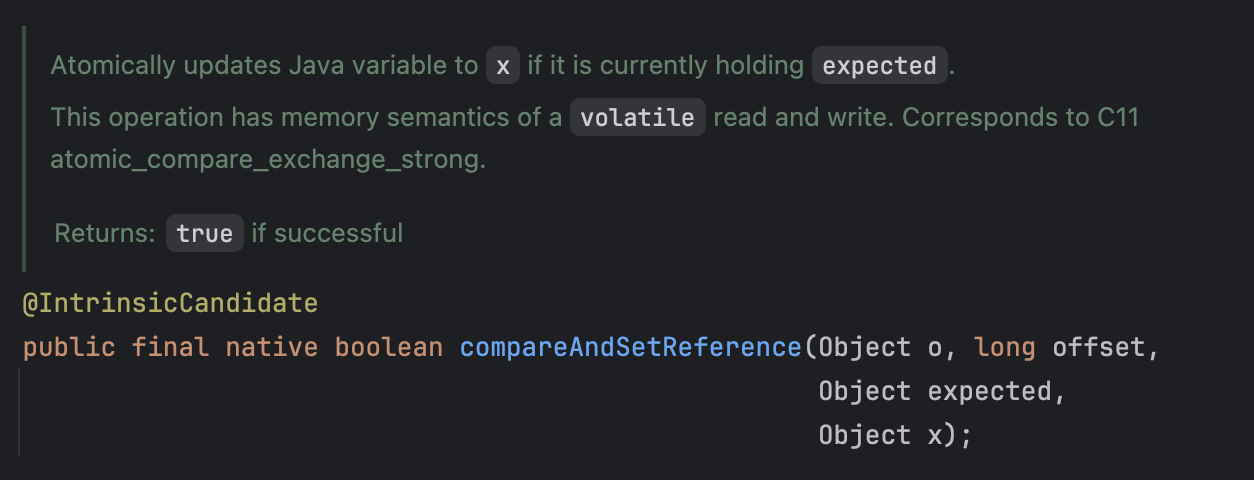 Atomically updates Java variable to x if it is currently holding expected.
This operation has memory semantics of a volatile read and write. Corresponds to C11
atomic_compare_exchange_strong.
Returns: true if successful
@IntrinsicCandidate
public final native boolean compareAndSetReference(Object o, long offset,
Object expected,
Object x);